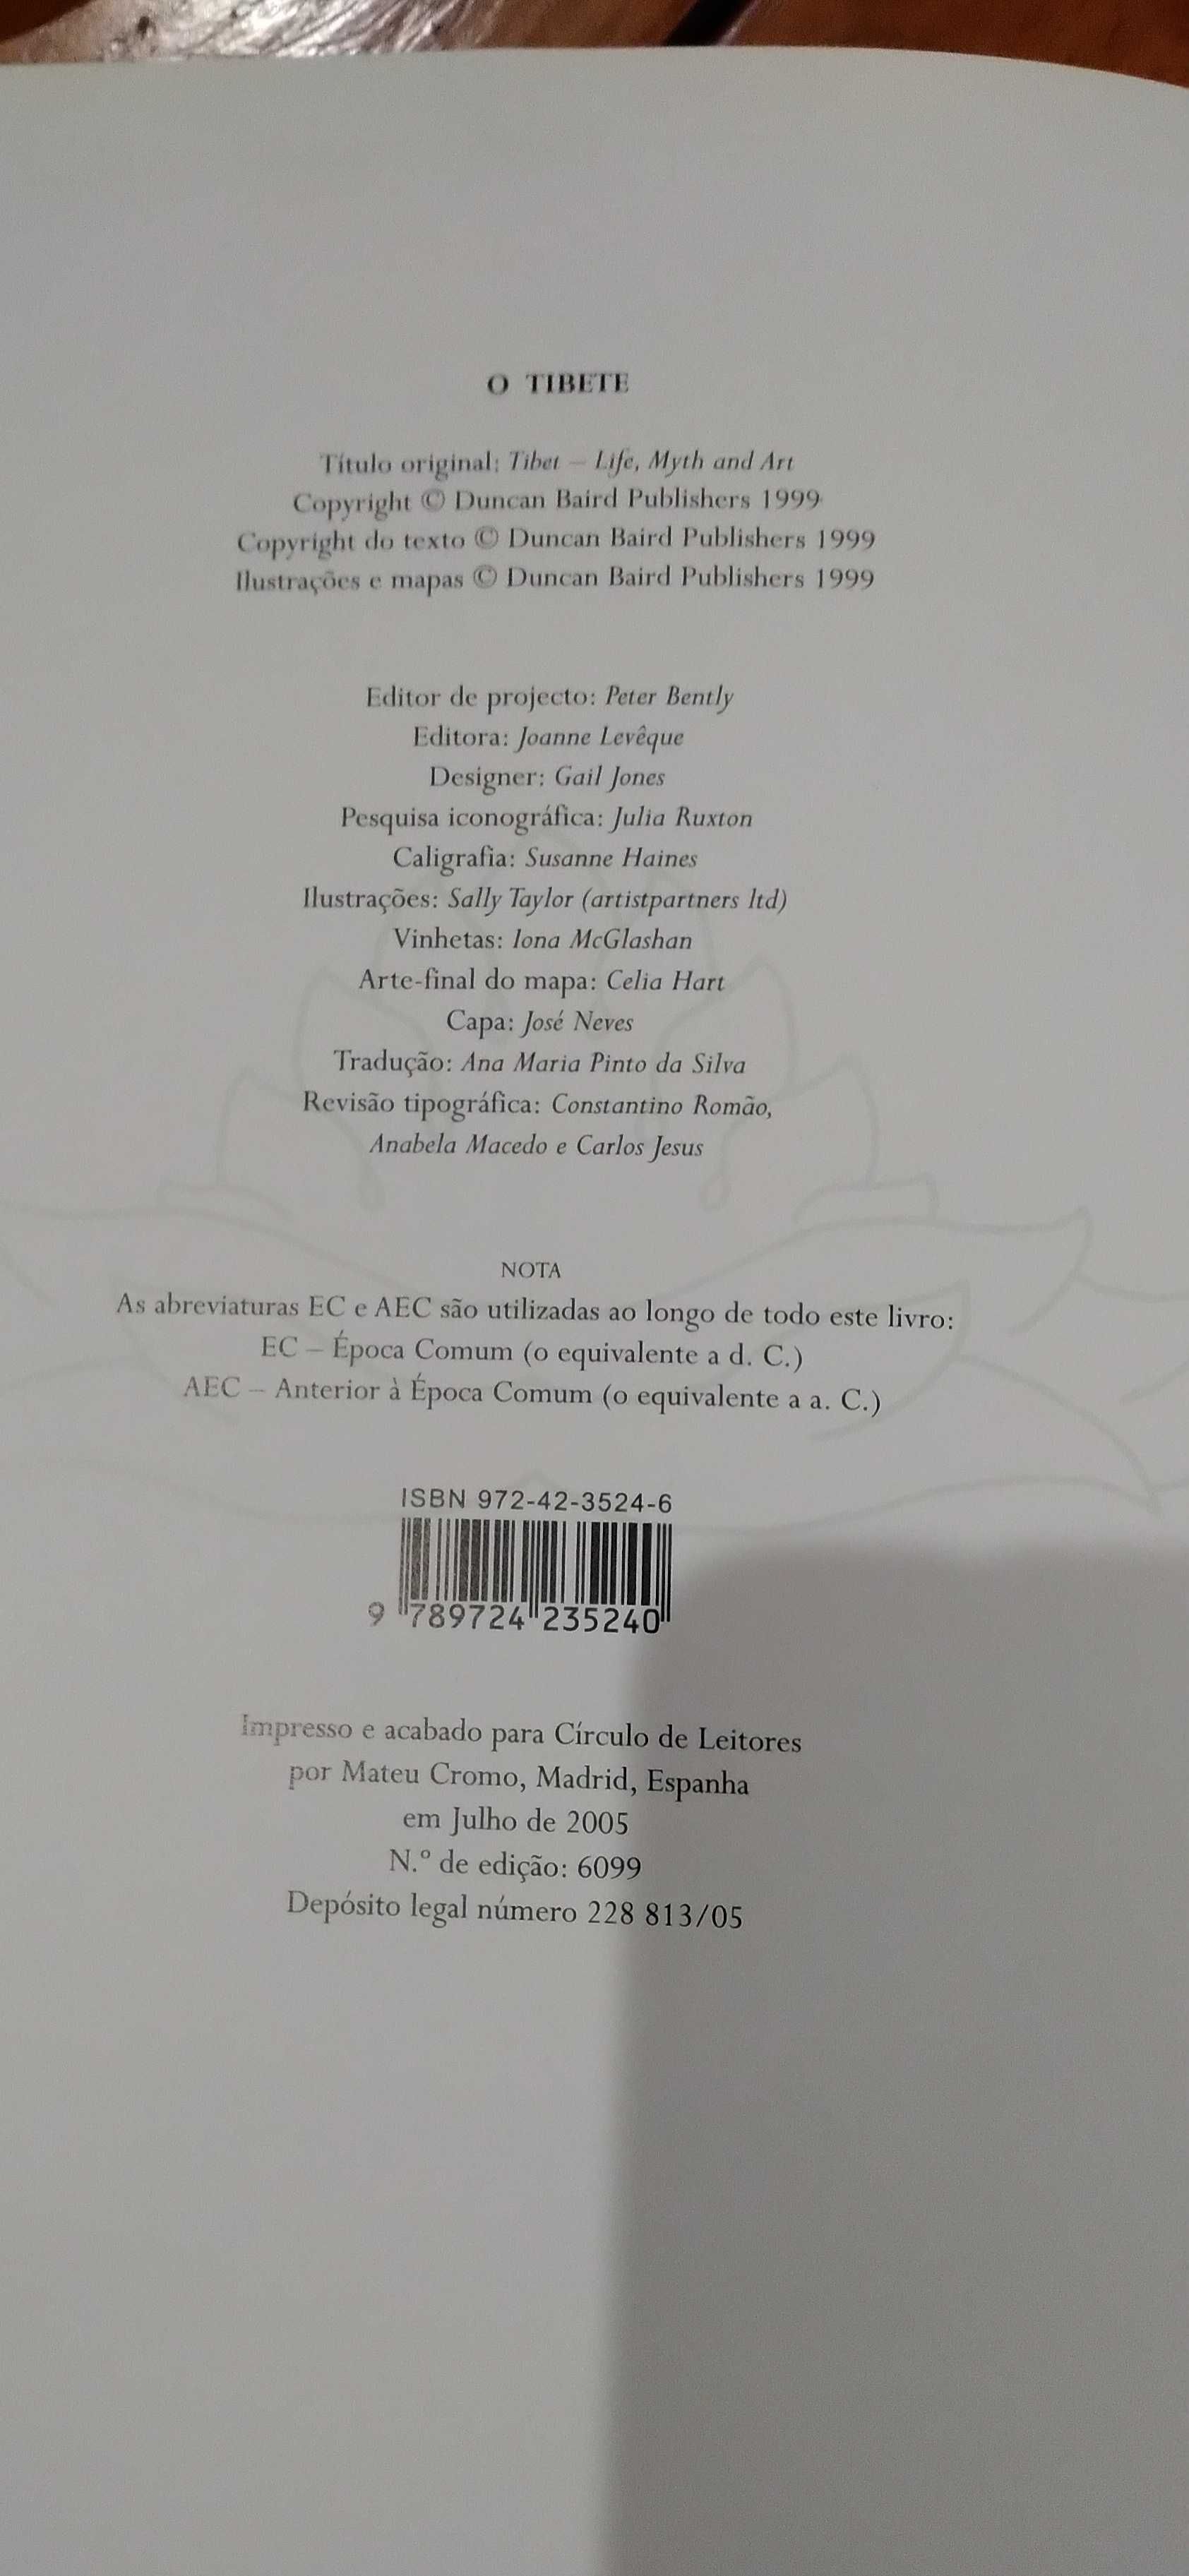 O TIBETE
Título original: Tibet – Life, Myth and Art
Copyright © Duncan Baird Publishers 1999
Copyright do texto © Duncan Baird Publishers 1999
Ilustrações e mapas © Duncan Baird Publishers 1999
Editor de projecto: Peter Bently
Editora: Joanne Levêque
Designer: Gail Jones
Pesquisa iconográfica: Julia Ruxton
Caligrafia: Susanne Haines
Ilustrações: Sally Taylor (artistpartners ltd)
Vinhetas: Iona McGlashan
Arte-final do mapa: Celia Hart
Capa: José Neves
Tradução: Ana Maria Pinto da Silva
Revisão tipográfica: Constantino Romão,
Anabela Macedo e Carlos Jesus
NOTA
As abreviaturas EC e AEC são utilizadas ao longo de todo este livro:
EC – Época Comum (o equivalente a d. C.)
AEC – Anterior à Época Comum (o equivalente a a. C.)
ISBN 972-42-3524-6
9 789724 235240
Impresso e acabado para Círculo de Leitores
por Mateu Cromo, Madrid, Espanha
em Julho de 2005
N.º de edição: 6099
Depósito legal número 228 813/05